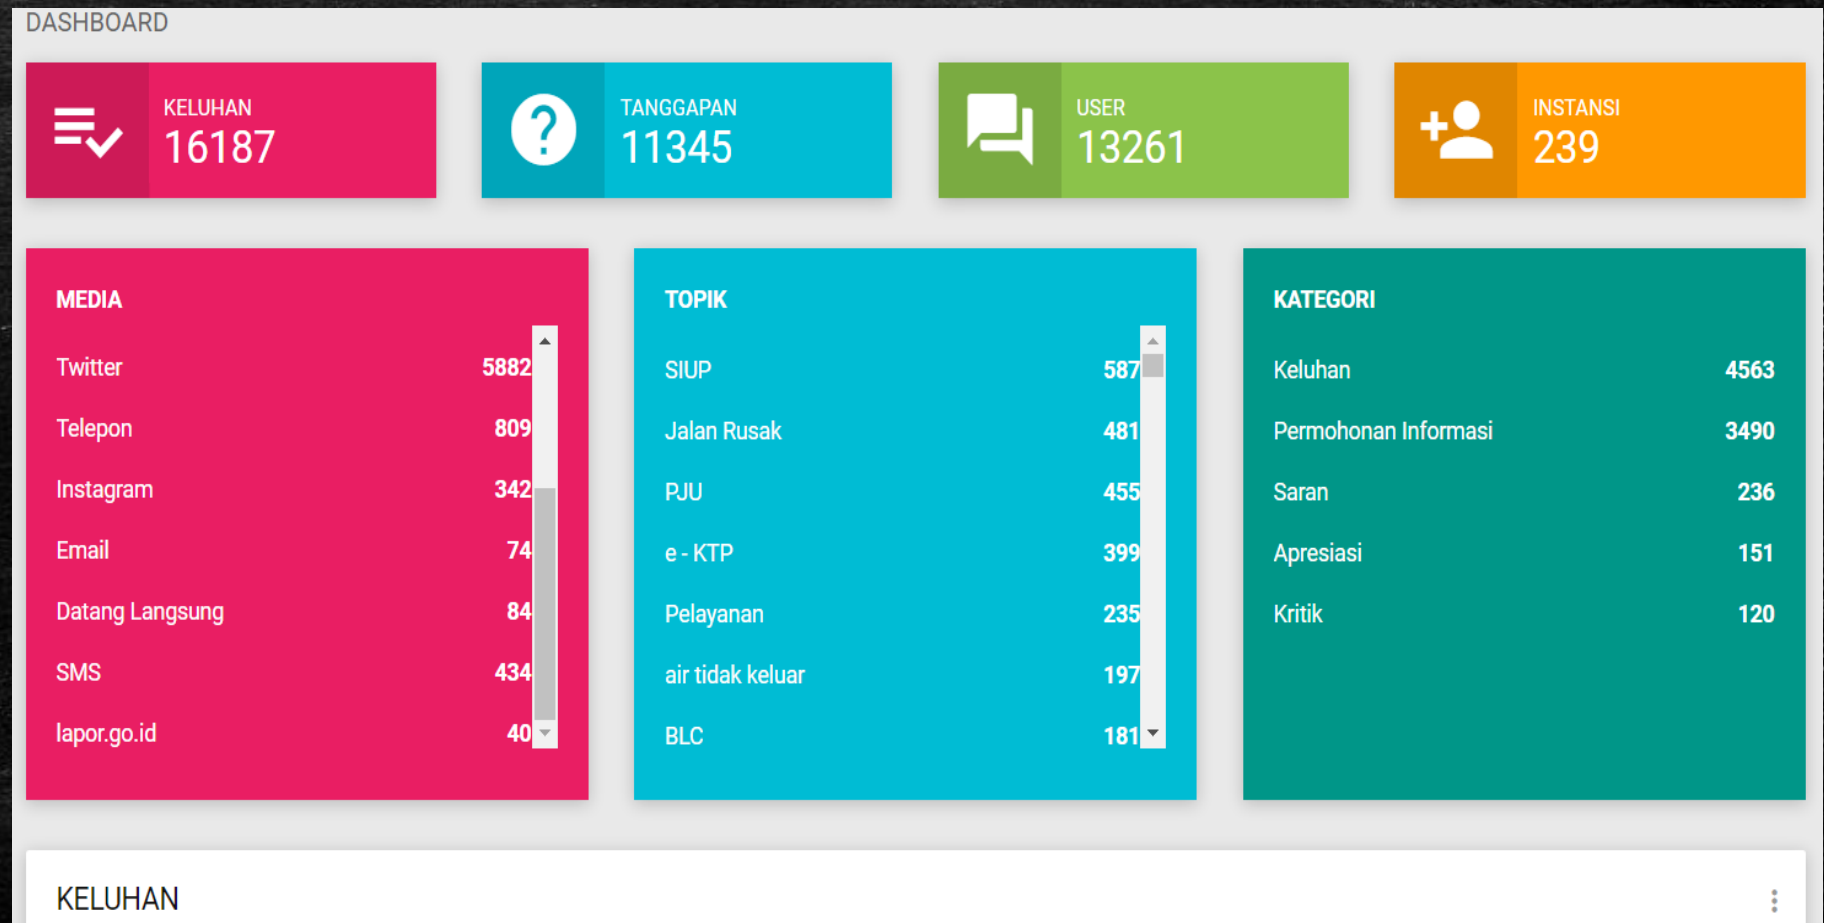 DASHBOARD
KELUHAN
16187
TANGGAPAN
11345
USER
13261
INSTANSI
239
MEDIA
Twitter 5882
Telepon 809
Instagram 342
Email 74
Datang Langsung 84
SMS 434
lapor.go.id 40
TOPIK
SIUP 587
Jalan Rusak 481
PJU 455
e - KTP 399
Pelayanan 235
air tidak keluar 197
BLC 181
KATEGORI
Keluhan 4563
Permohonan Informasi 3490
Saran 236
Apresiasi 151
Kritik 120
KELUHAN